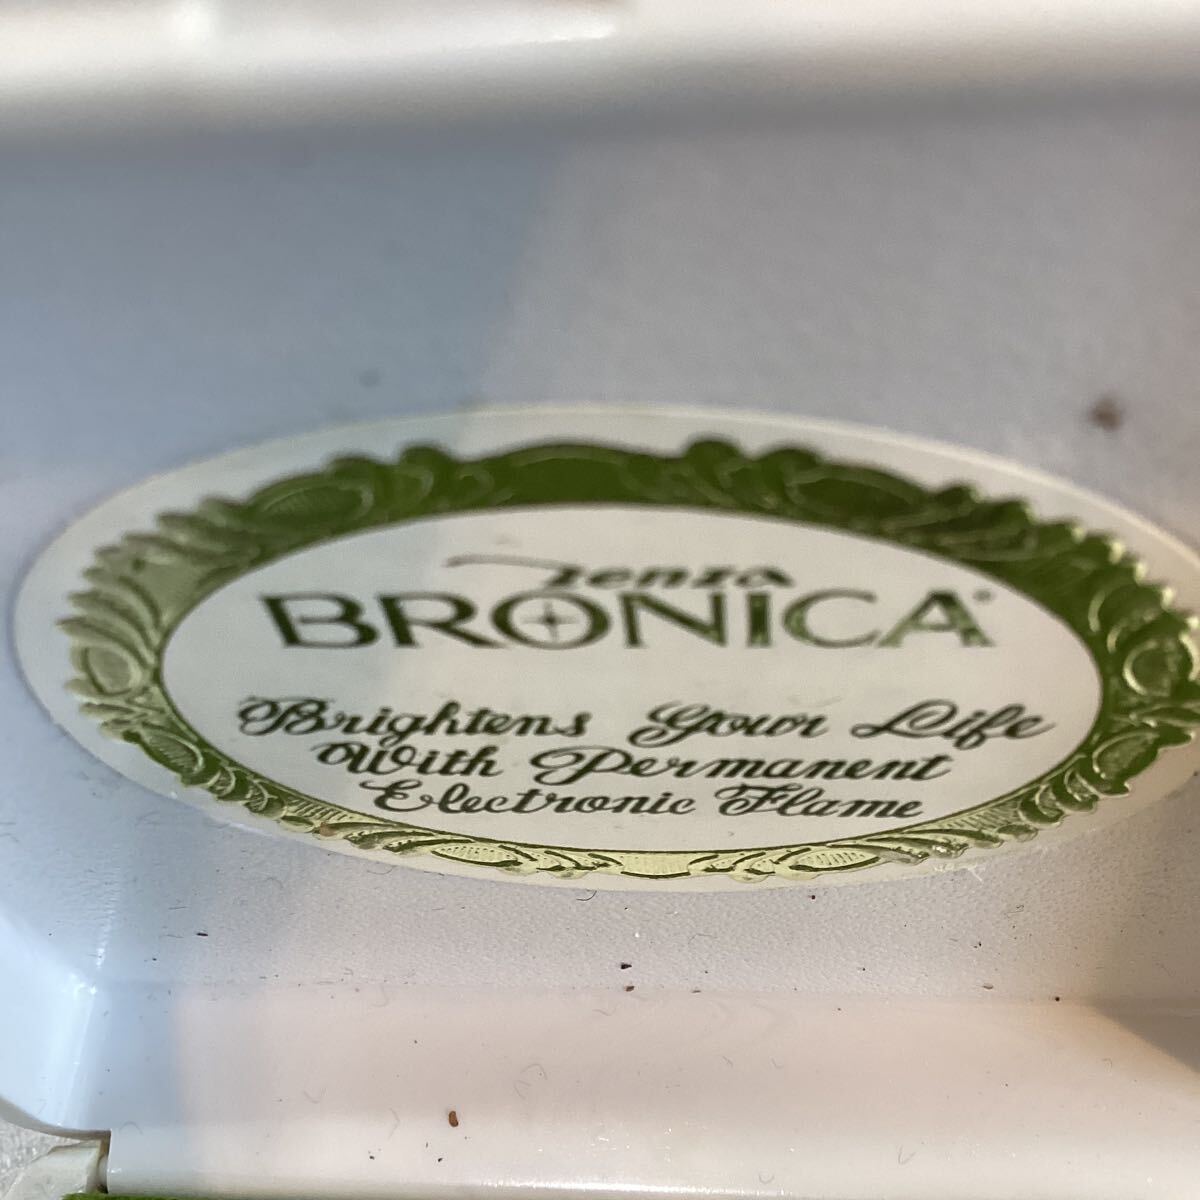 Zenza
BRONICA®
Brightens Your Life
With Permanent
Electronic Flame